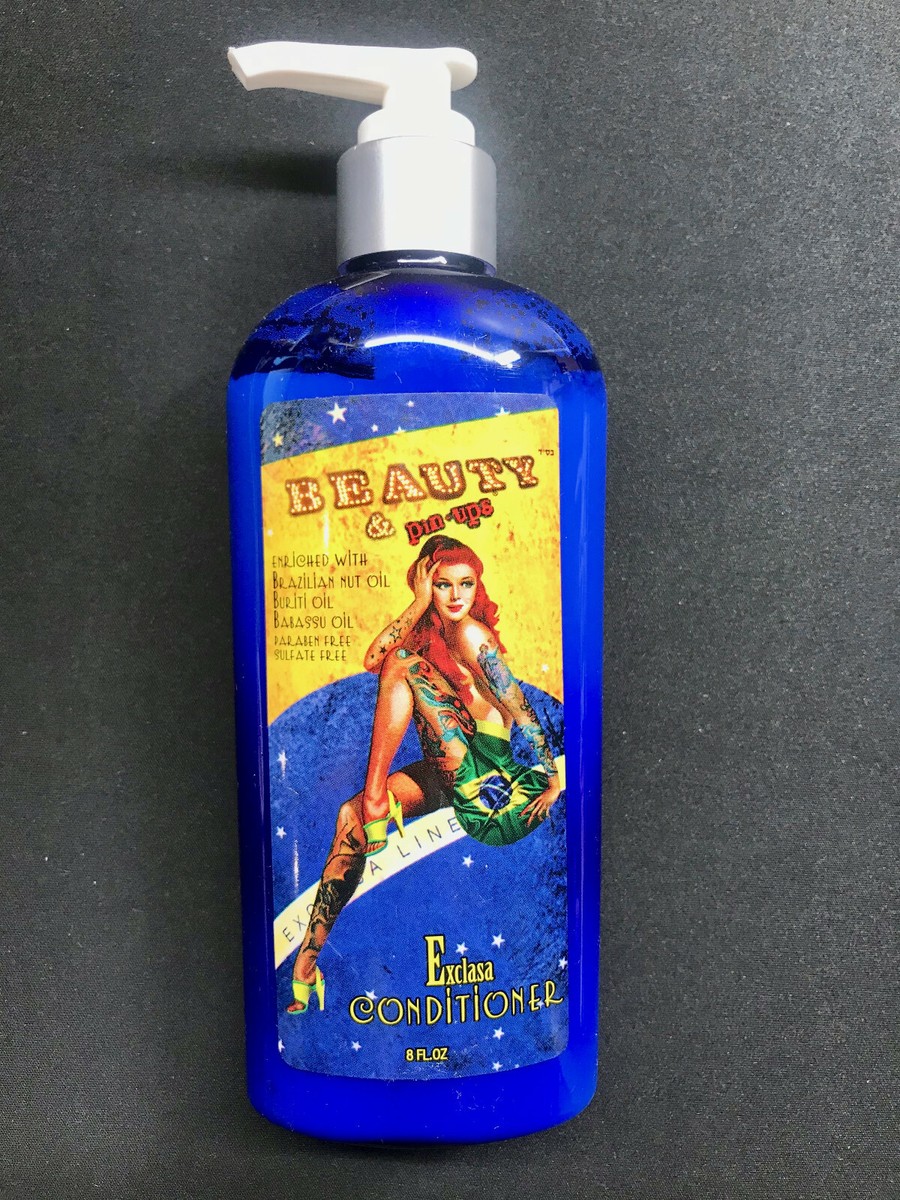 בס״ד
BEAUTY
& pin-ups
ENRICHED WITH
BRAZILIAN NUT OIL
BURITI OIL
BABASSU OIL
PARABEN FREE
SULFATE FREE
LINE
Exclasa
CONDITIONER
8 FL.OZ